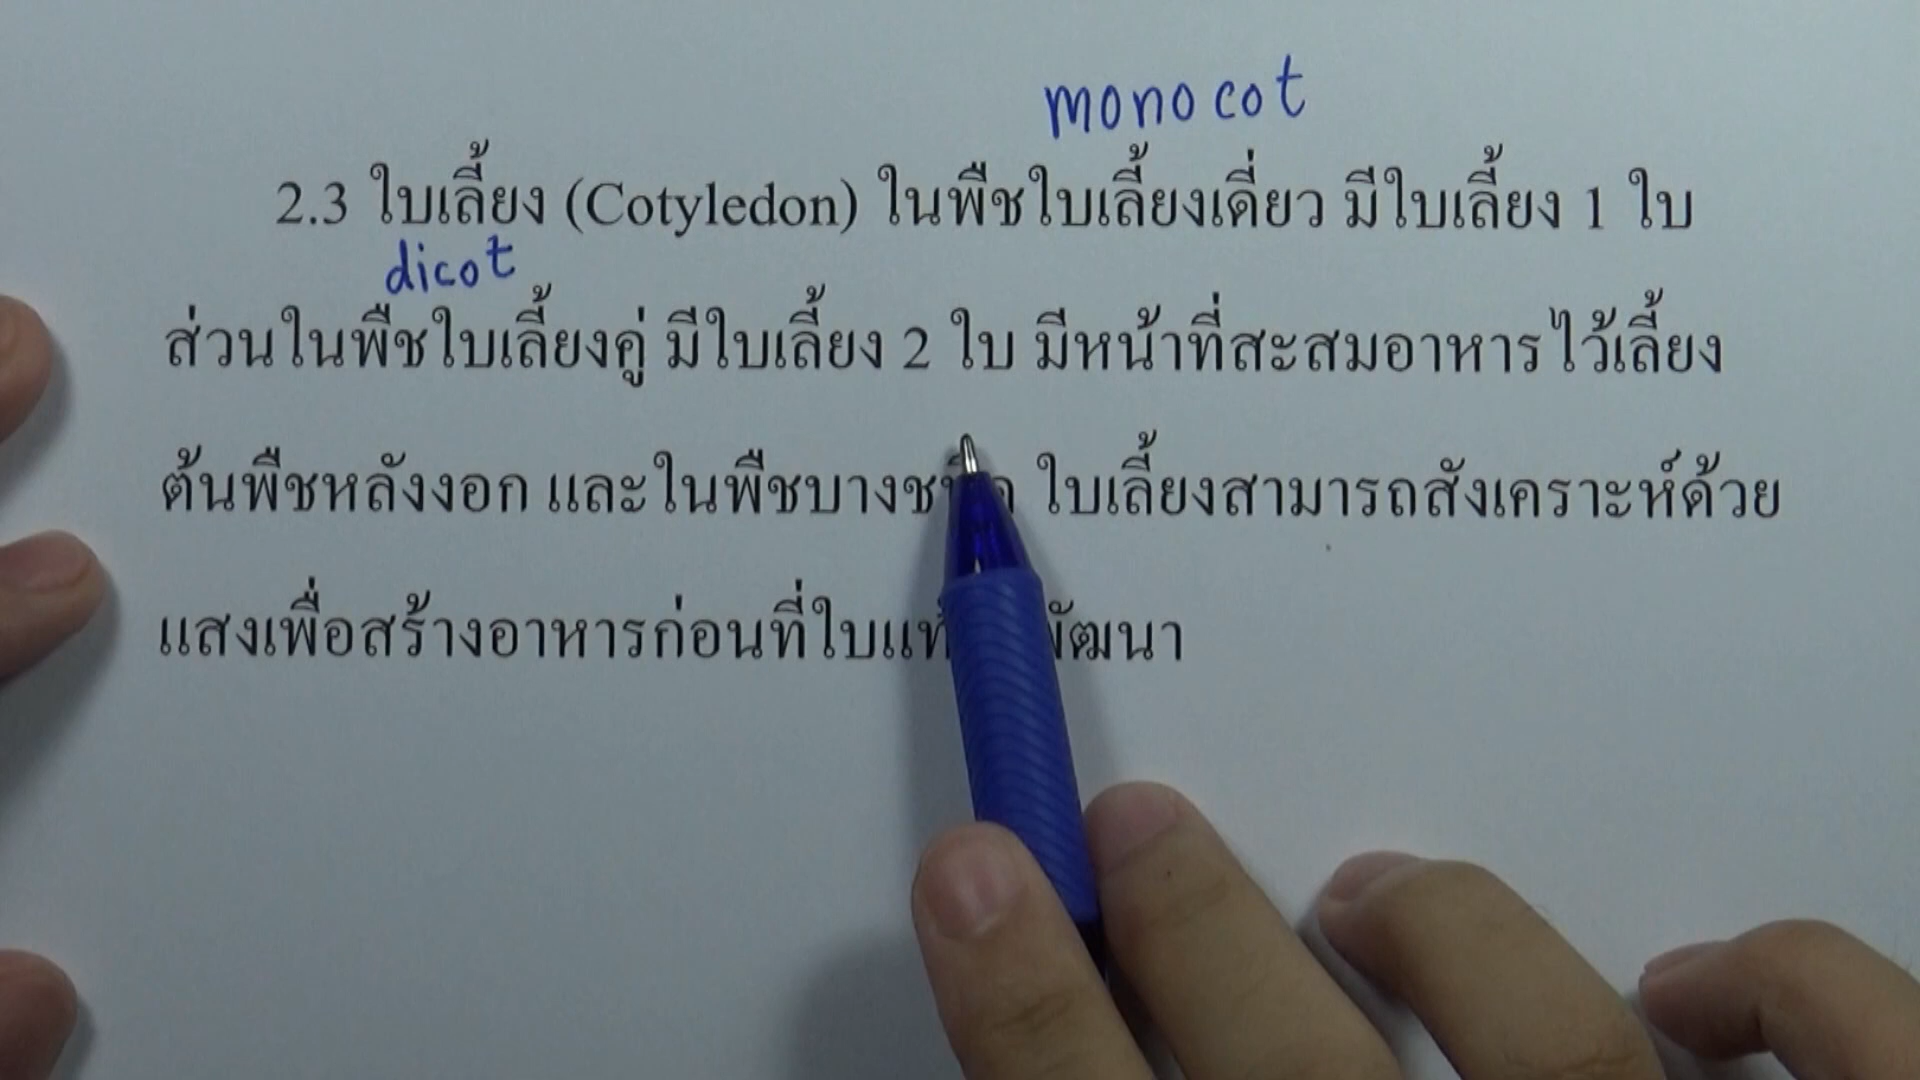 monocot
2.3 ใบเลี้ยง (Cotyledon) ในพืชใบเลี้ยงเดี่ยว มีใบเลี้ยง 1 ใบ
dicot
ส่วนในพืชใบเลี้ยงคู่ มีใบเลี้ยง 2 ใบ มีหน้าที่สะสมอาหารไว้เลี้ยง
ต้นพืชหลังงอก และในพืชบาง ใบเลี้ยงสามารถสังเคราะห์ด้วย
แสงเพื่อสร้างอาหารก่อนที่ใบ